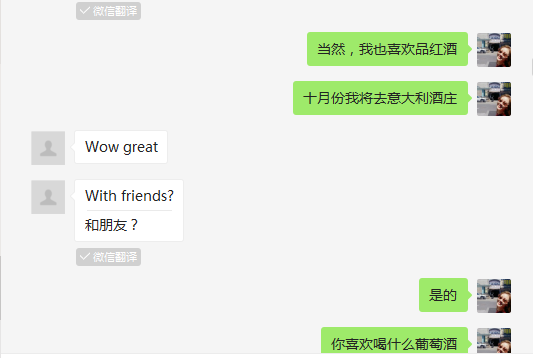 微信翻译
当然，我也喜欢品红酒
十月份我将去意大利酒庄
Wow great
With friends?
和朋友？
微信翻译
是的
你喜欢喝什么葡萄酒